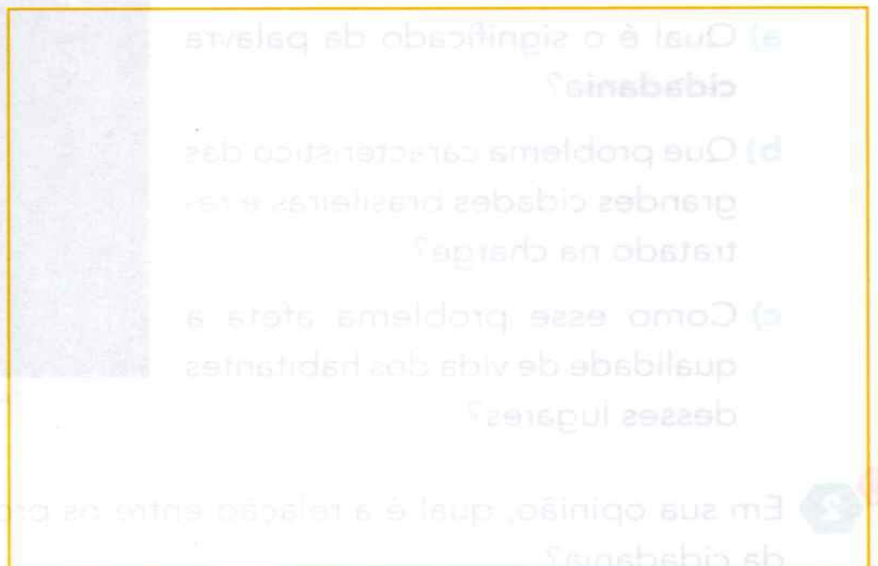 a) Qual é o significado da palavra
cidadania?
b) Que problema característico das
grandes cidades brasileiras é re-
tratado na charge?
c) Como esse problema afeta a
qualidade de vida dos habitantes
desses lugares?
Em sua opinião, qual é a relação entre os pro
da cidadania?